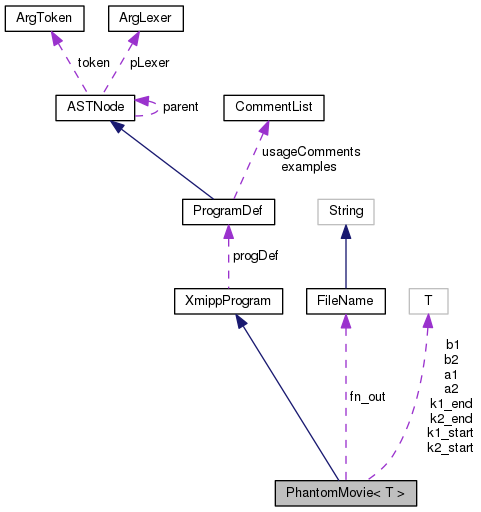 ArgToken
ArgLexer
token
pLexer
ASTNode
parent
CommentList
usageComments
examples
ProgramDef
String
progDef
XmippProgram
FileName
T
b1
b2
a1
a2
k1_end
k2_end
k1_start
k2_start
fn_out
PhantomMovie< T >